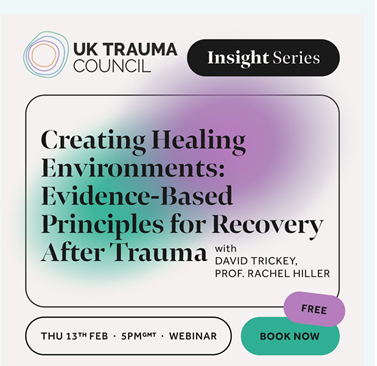 UK TRAUMA
COUNCIL
Insight Series
Creating Healing
Environments:
Evidence-Based
Principles for Recovery
After Trauma with
DAVID TRICKEY,
PROF. RACHEL HILLER
FREE
THU 13TH FEB · 5PMGMT · WEBINAR
BOOK NOW